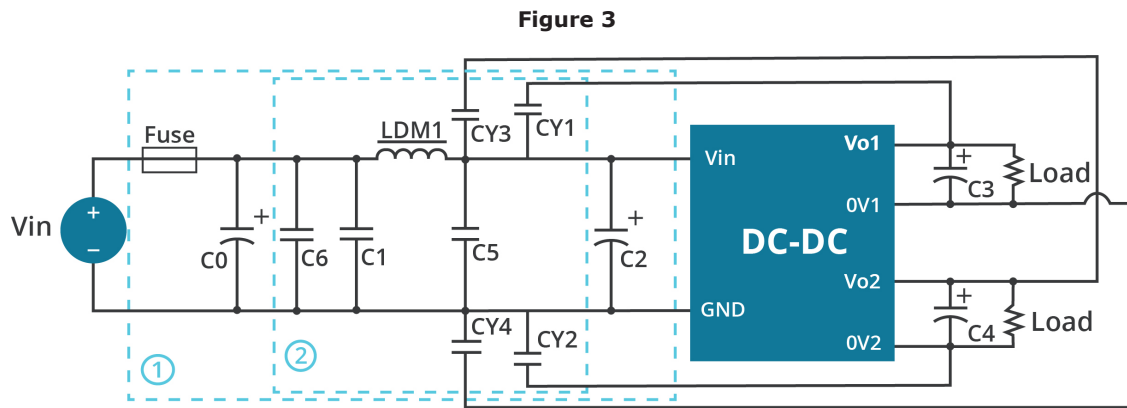 Figure 3
CY3
CY1
Fuse
LDM1
Vin
Vo1
+
Load
C3
0V1
Vin
+
−
+
C0
C6
C1
C5
+
C2
DC-DC
Vo2
+
Load
C4
GND
0V2
CY4
CY2
1
2